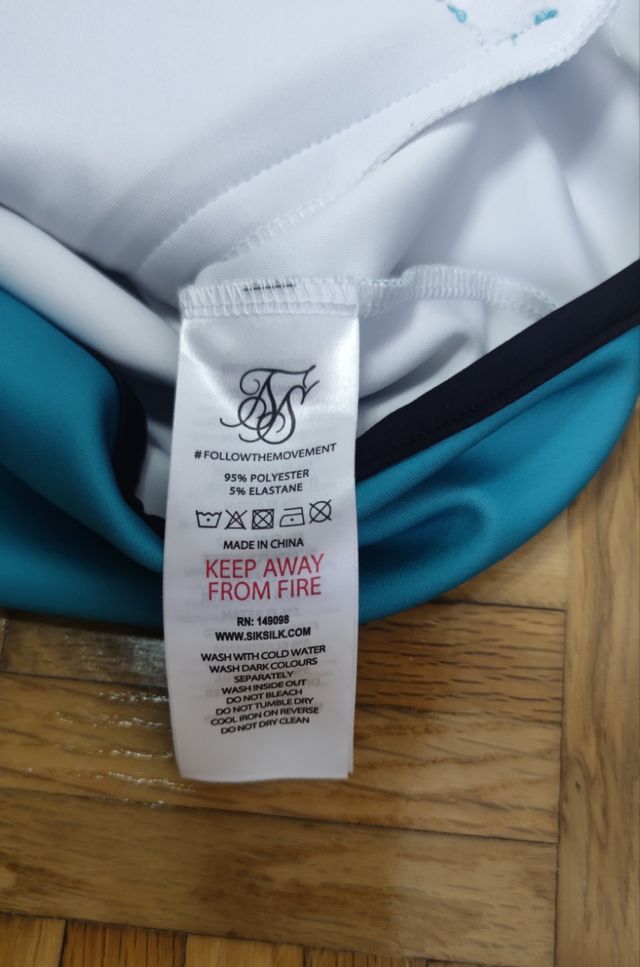 SS
#FOLLOWTHEMOVEMENT
95% POLYESTER
5% ELASTANE
MADE IN CHINA
KEEP AWAY
FROM FIRE
RN: 149098
WWW.SIKSILK.COM
WASH WITH COLD WATER
WASH DARK COLOURS
SEPARATELY
WASH INSIDE OUT
DO NOT BLEACH
DO NOT TUMBLE DRY
COOL IRON ON REVERSE
DO NOT DRY CLEAN